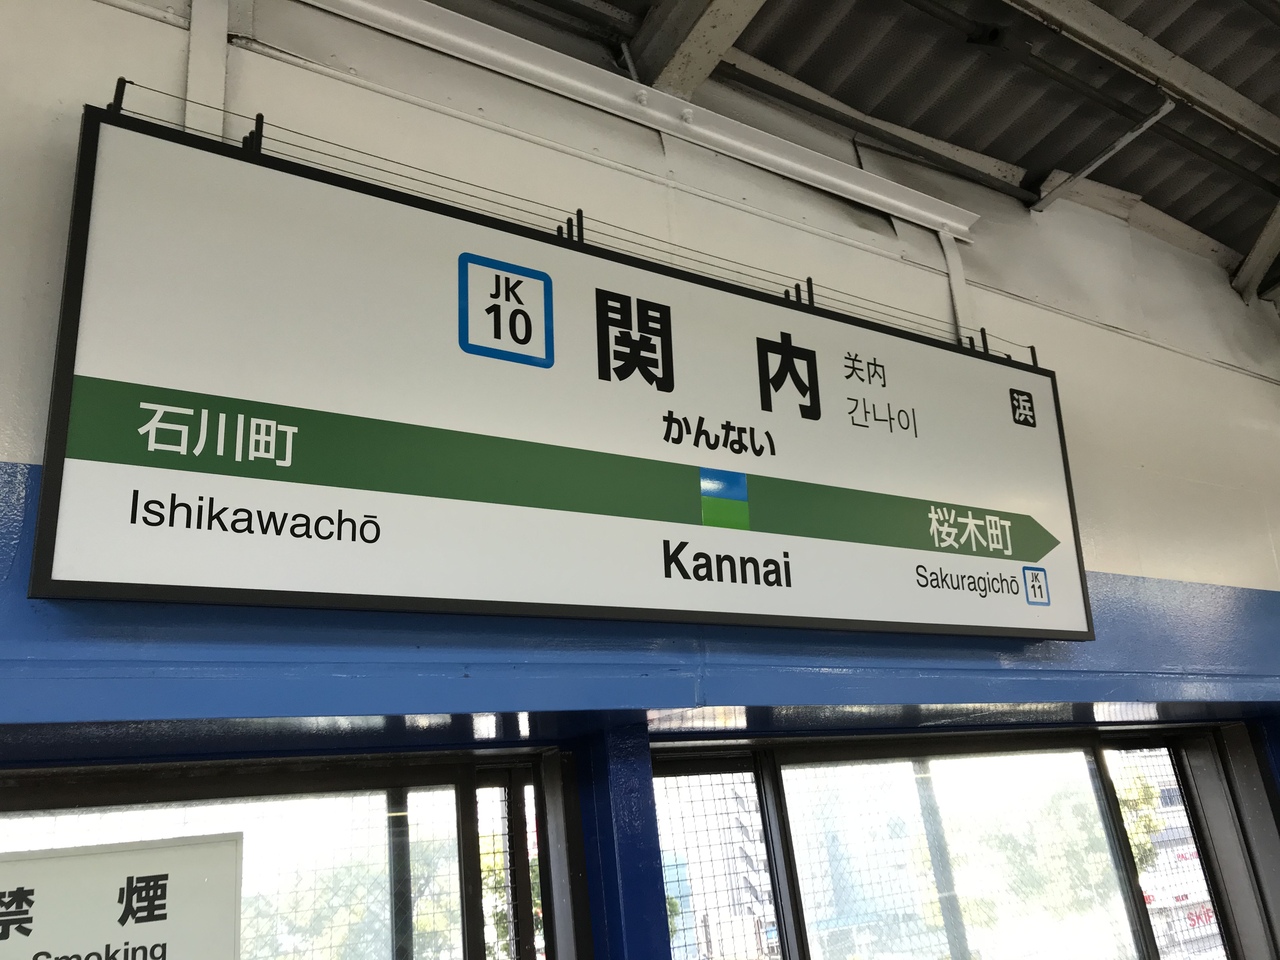 JK
10
関内
关内
간나이
浜
かんない
石川町
桜木町
Ishikawachō
Kannai
Sakuragichō
JK
11
禁煙
Smoking